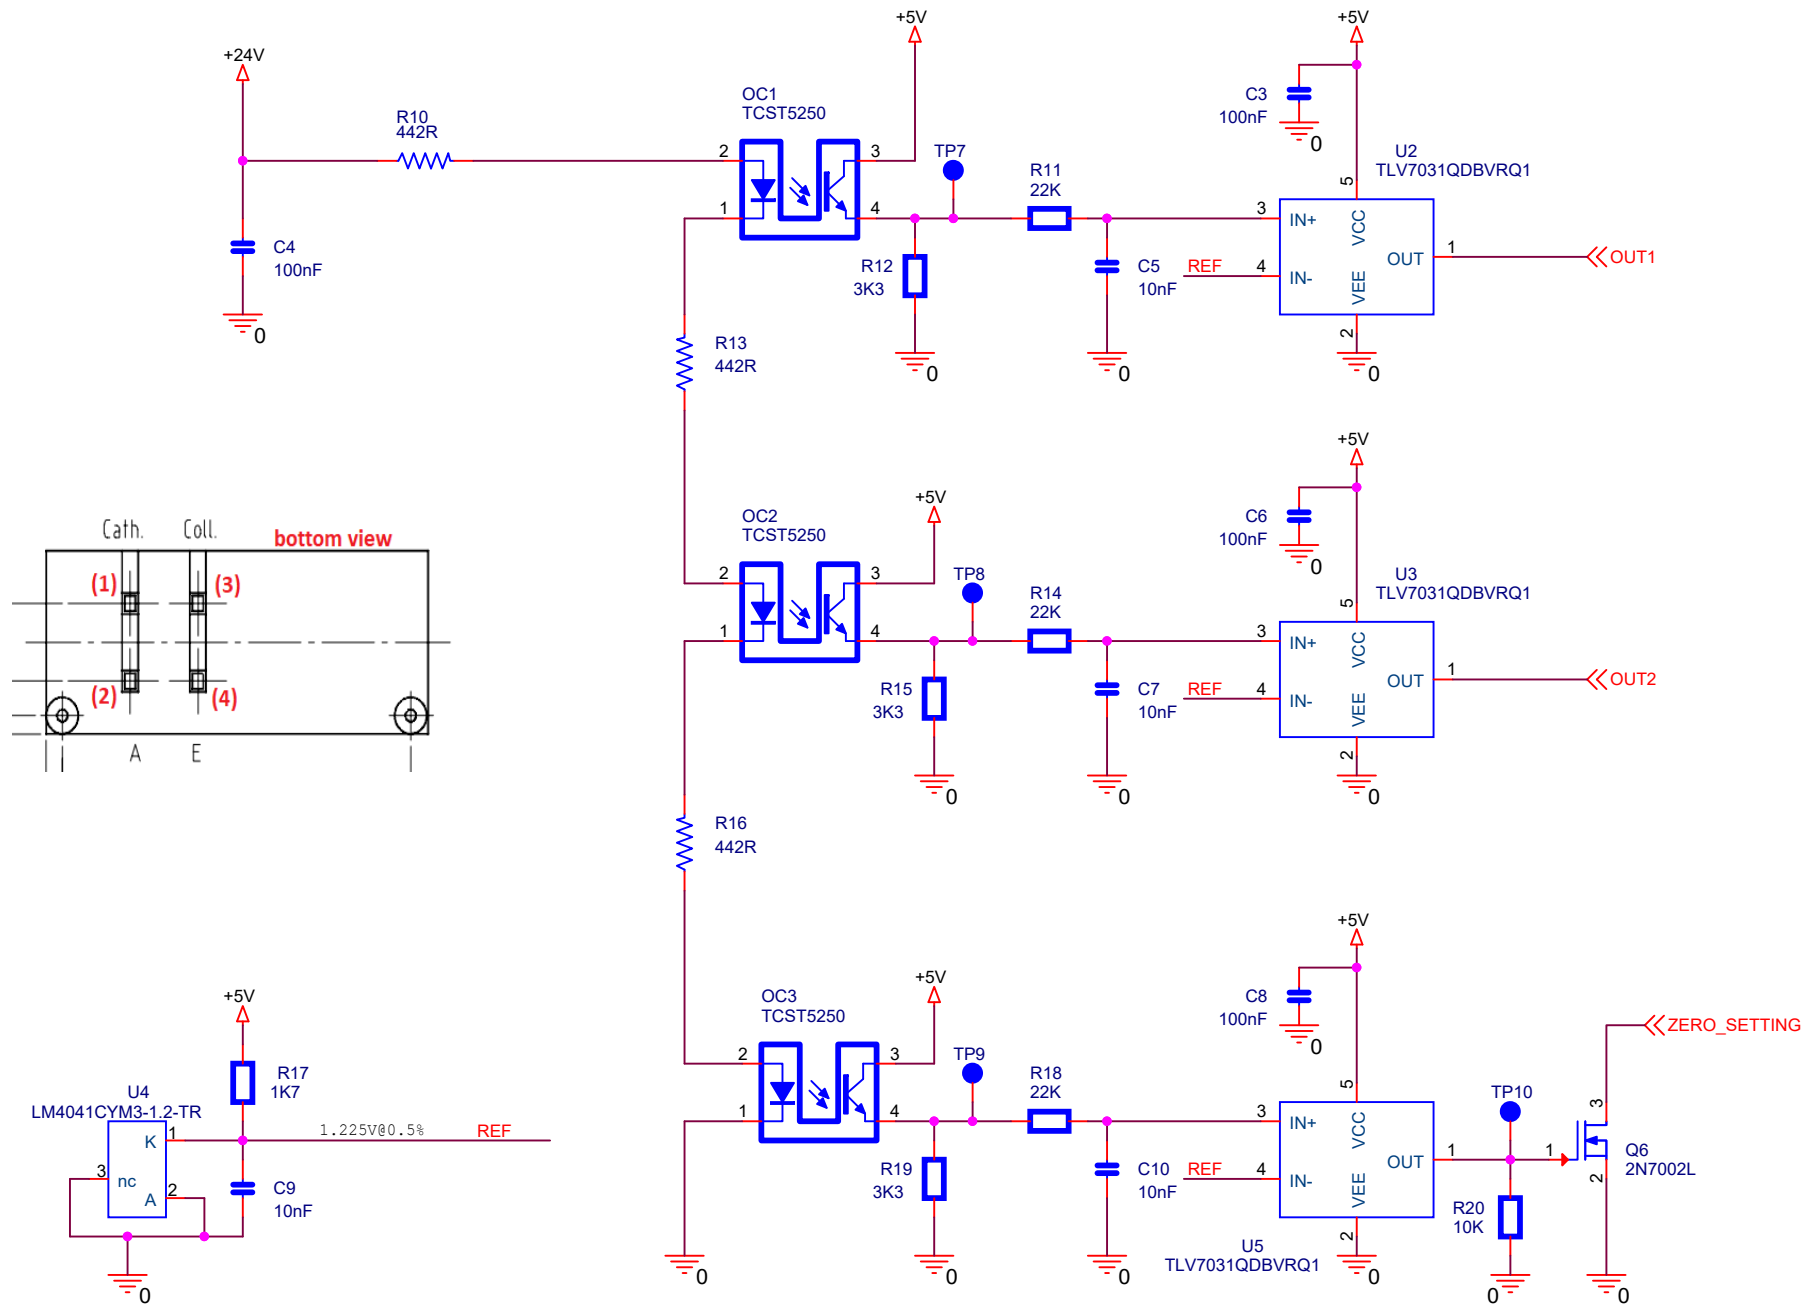 +24V
R10
442R
C4
100nF
0
OC1
TCST5250
2
1
3
4
+5V
TP7
R11
22K
R12
3K3
0
C5
10nF
0
REF
+5V
C3
100nF
0
U2
TLV7031QDBVRQ1
3
IN+
4
IN-
5
VCC
VEE
2
OUT
1
OUT1
0
R13
442R
OC2
TCST5250
2
1
3
4
+5V
TP8
R14
22K
R15
3K3
0
C7
10nF
0
REF
+5V
C6
100nF
0
U3
TLV7031QDBVRQ1
3
IN+
4
IN-
5
VCC
VEE
2
OUT
1
OUT2
0
Cath. Coll.
bottom view
(1)
(3)
(2)
(4)
A
E
R16
442R
OC3
TCST5250
2
1
3
4
0
+5V
TP9
R18
22K
R19
3K3
0
C10
10nF
0
REF
+5V
C8
100nF
0
3
IN+
4
IN-
5
VCC
VEE
2
OUT
1
U5
TLV7031QDBVRQ1
0
TP10
R20
10K
0
1
3
2
Q6
2N7002L
0
ZERO_SETTING
+5V
R17
1K7
U4
LM4041CYM3-1.2-TR
K
1
3
nc
A
2
1.225V@0.5%
REF
C9
10nF
0